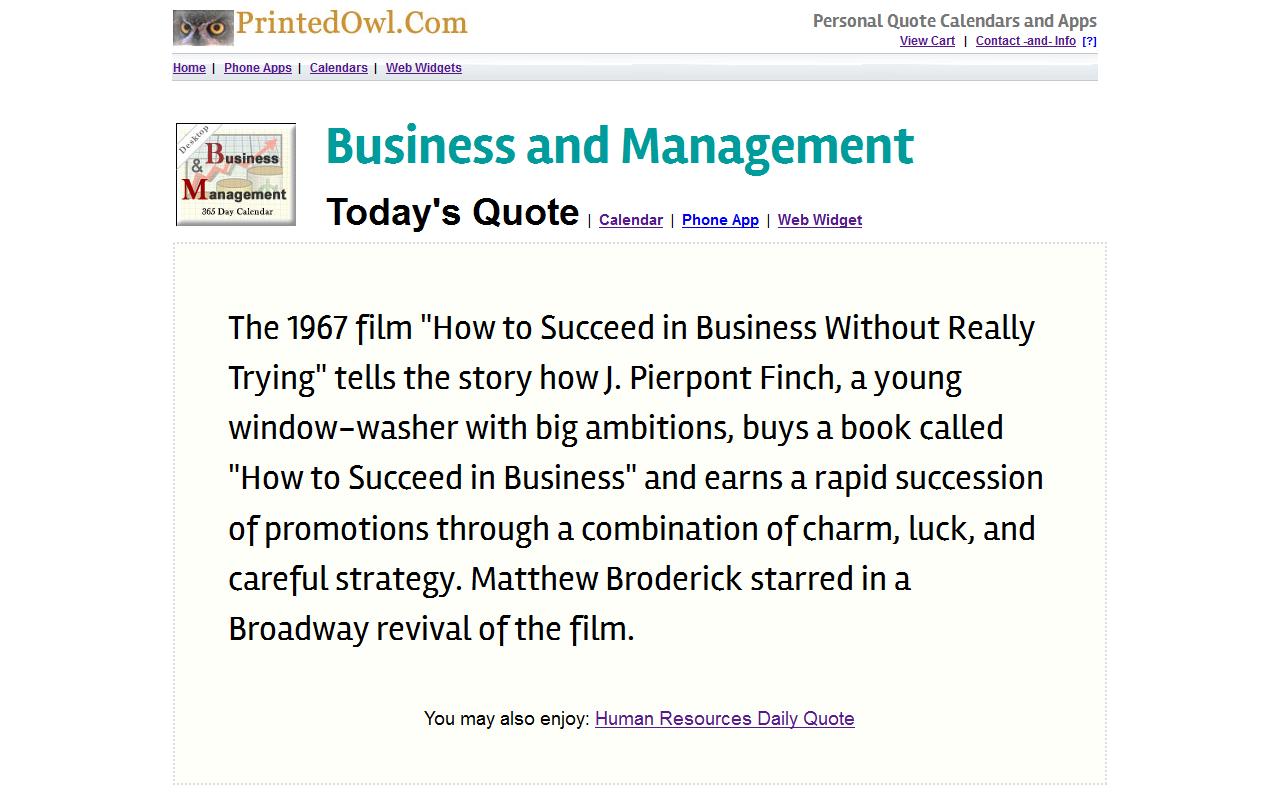 PrintedOwl.Com
Personal Quote Calendars and Apps
View Cart | Contact -and- Info [?]
Home | Phone Apps | Calendars | Web Widgets
Desktop
Business
&
Management
365 Day Calendar
Business and Management
Today's Quote | Calendar | Phone App | Web Widget
The 1967 film "How to Succeed in Business Without Really
Trying" tells the story how J. Pierpont Finch, a young
window-washer with big ambitions, buys a book called
"How to Succeed in Business" and earns a rapid succession
of promotions through a combination of charm, luck, and
careful strategy. Matthew Broderick starred in a
Broadway revival of the film.
You may also enjoy: Human Resources Daily Quote